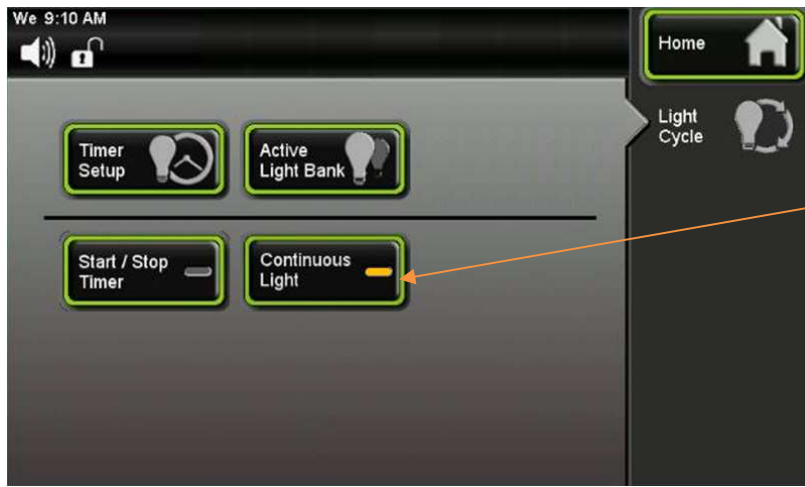 We 9:10 AM
Home
Light
Cycle
Timer
Setup
Active
Light Bank
Start / Stop
Timer
Continuous
Light